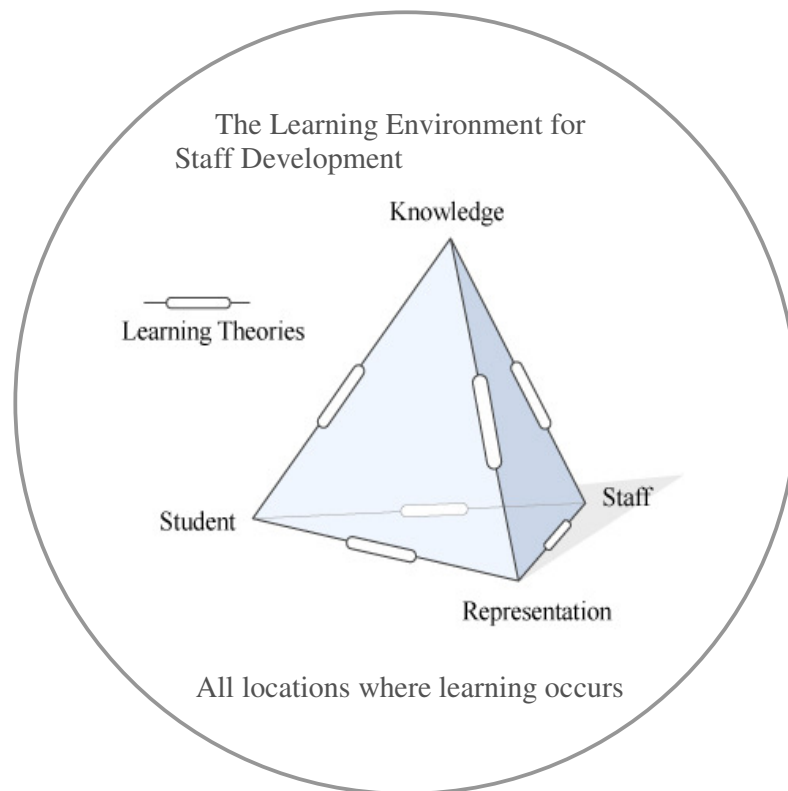 The Learning Environment for
Staff Development
Knowledge
Learning Theories
Student
Staff
Representation
All locations where learning occurs